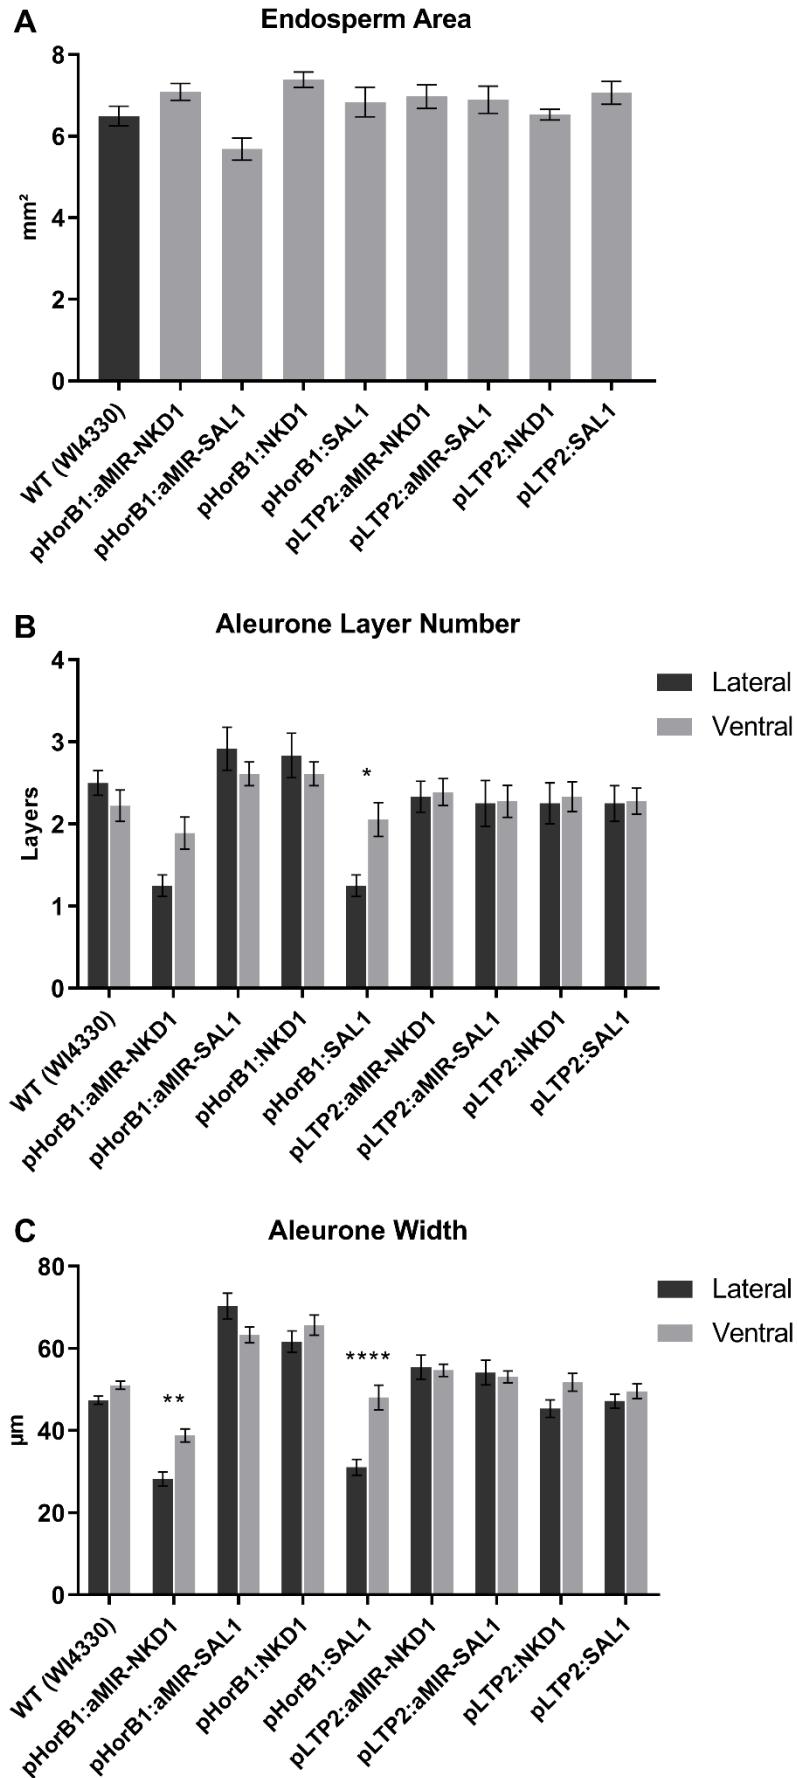 A
Endosperm Area
8
6
4
2
0
mm²
WT (WI4330)
pHorB1:aMIR-NKD1
pHorB1:aMIR-SAL1
pHorB1:NKD1
pHorB1:SAL1
pLTP2:aMIR-NKD1
pLTP2:aMIR-SAL1
pLTP2:NKD1
pLTP2:SAL1
B
Aleurone Layer Number
4
3
2
1
0
Layers
Lateral
Ventral
*
WT (WI4330)
pHorB1:aMIR-NKD1
pHorB1:aMIR-SAL1
pHorB1:NKD1
pHorB1:SAL1
pLTP2:aMIR-NKD1
pLTP2:aMIR-SAL1
pLTP2:NKD1
pLTP2:SAL1
C
Aleurone Width
80
60
40
20
0
µm
Lateral
Ventral
**
****
WT (WI4330)
pHorB1:aMIR-NKD1
pHorB1:aMIR-SAL1
pHorB1:NKD1
pHorB1:SAL1
pLTP2:aMIR-NKD1
pLTP2:aMIR-SAL1
pLTP2:NKD1
pLTP2:SAL1